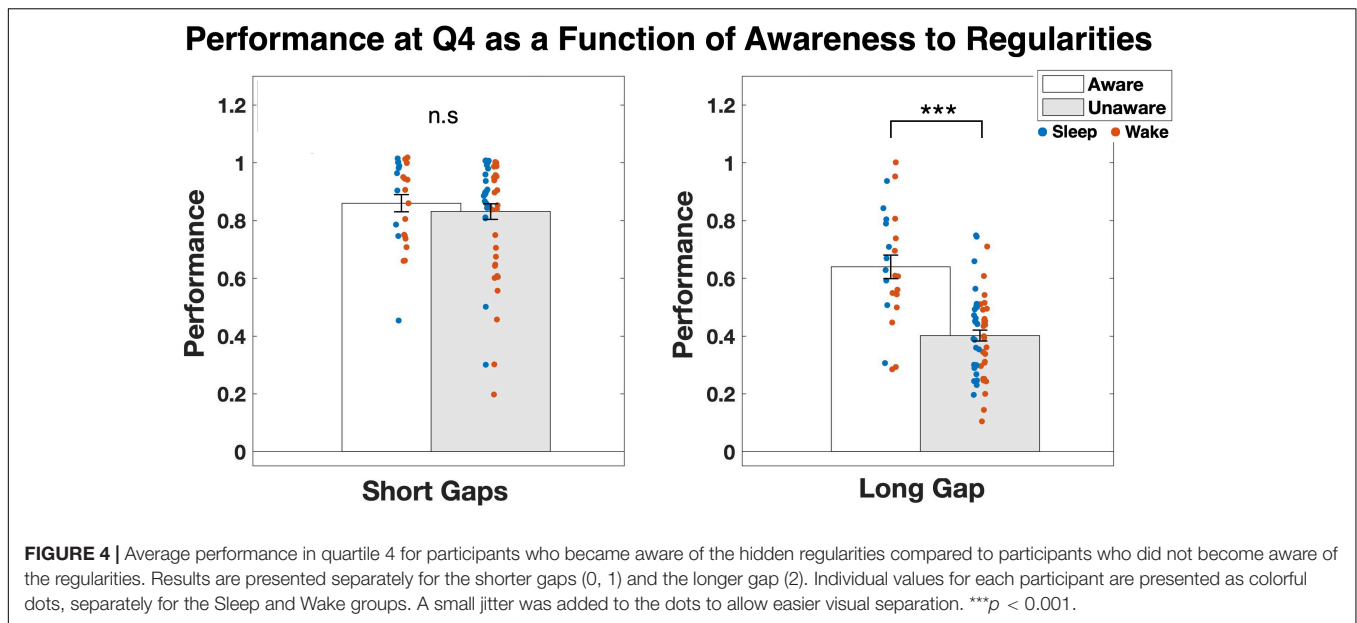 Performance at Q4 as a Function of Awareness to Regularities
1.2
1
0.8
0.6
0.4
0.2
0
Performance
n.s
Short Gaps
1.2
1
0.8
0.6
0.4
0.2
0
Performance
***
Aware
Unaware
Sleep Wake
Long Gap
FIGURE 4 | Average performance in quartile 4 for participants who became aware of the hidden regularities compared to participants who did not become aware of
the regularities. Results are presented separately for the shorter gaps (0, 1) and the longer gap (2). Individual values for each participant are presented as colorful
dots, separately for the Sleep and Wake groups. A small jitter was added to the dots to allow easier visual separation. ***p < 0.001.